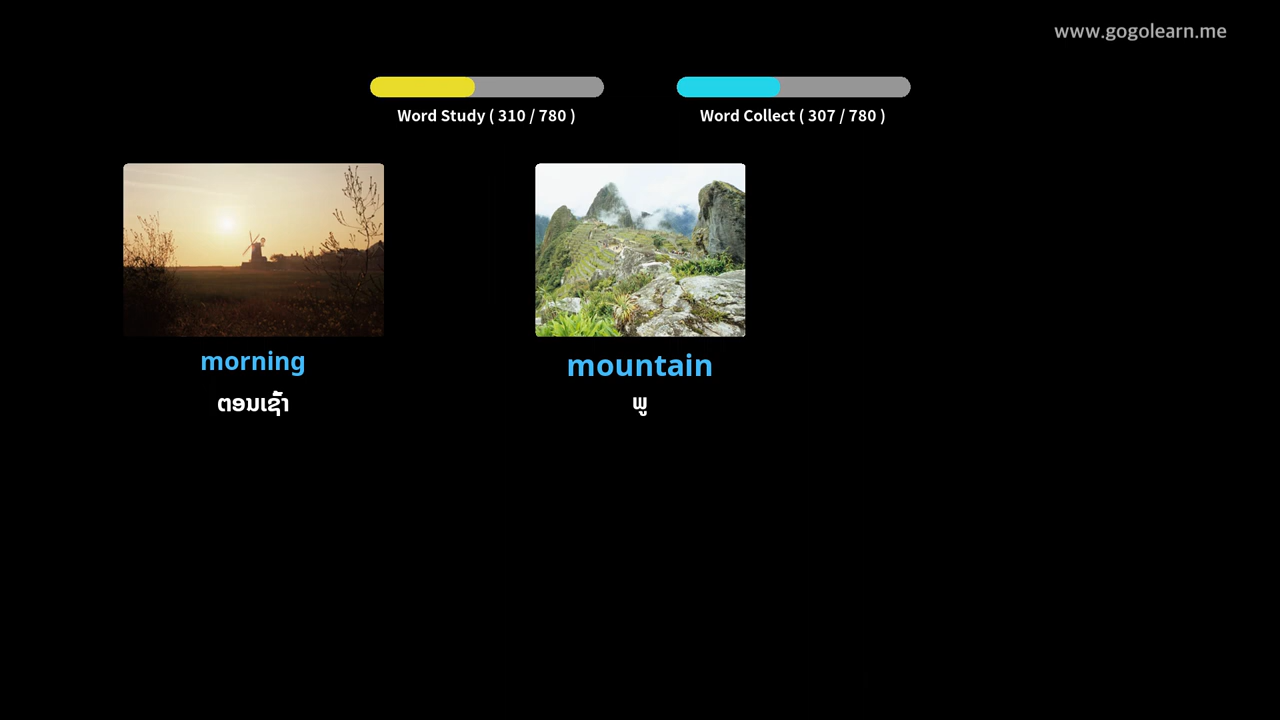 www.gogolearn.me
Word Study ( 310 / 780 )
Word Collect ( 307 / 780 )
morning
ຕອນເຊົ້າ
mountain
ພູ